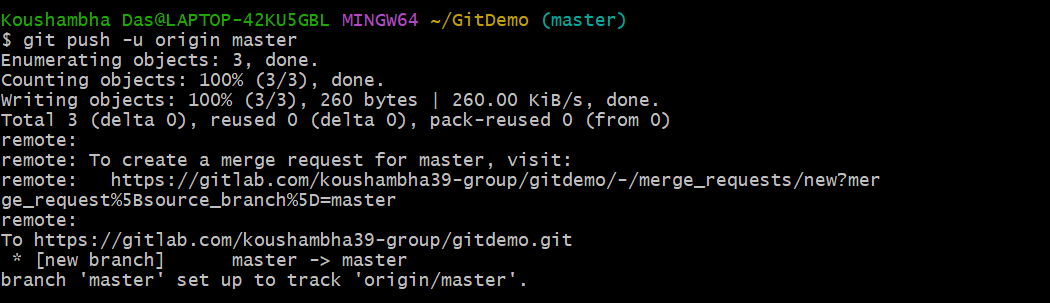 Koushambha Das@LAPTOP-42KU5GBL MINGW64 ~/GitDemo (master)
$ git push -u origin master
Enumerating objects: 3, done.
Counting objects: 100% (3/3), done.
Writing objects: 100% (3/3), 260 bytes | 260.00 KiB/s, done.
Total 3 (delta 0), reused 0 (delta 0), pack-reused 0 (from 0)
remote:
remote: To create a merge request for master, visit:
remote:   https://gitlab.com/koushambha39-group/gitdemo/-/merge_requests/new?mer
ge_request%5Bsource_branch%5D=master
remote:
To https://gitlab.com/koushambha39-group/gitdemo.git
 * [new branch]      master -> master
branch 'master' set up to track 'origin/master'.